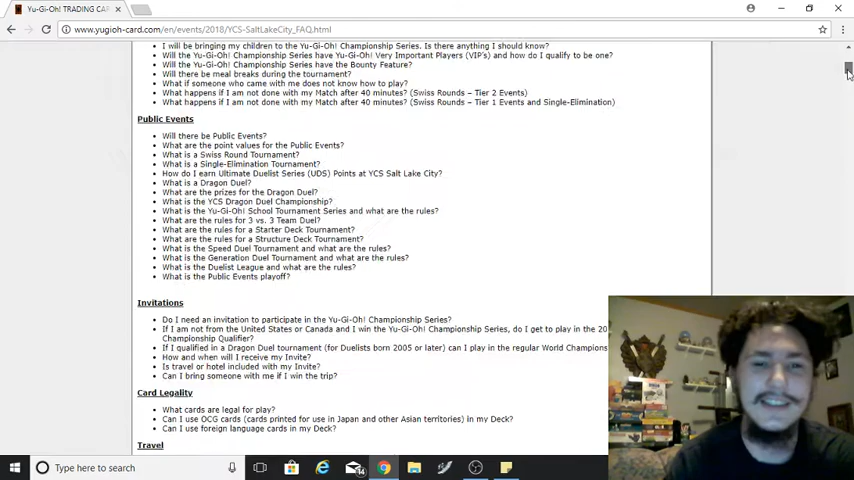 Yu-Gi-Oh! TRADING CAR
www.yugioh-card.com/en/events/2018/YCS-SaltLakeCity_FAQ.html
I will be bringing my children to the Yu-Gi-Oh! Championship Series. Is there anything I should know?
Will the Yu-Gi-Oh! Championship Series have Yu-Gi-Oh! Very Important Players (VIP's) and how do I qualify to be one?
Will the Yu-Gi-Oh! Championship Series have the Bounty Feature?
Will there be meal breaks during the tournament?
What if someone who came with me does not know how to play?
What happens if I am not done with my Match after 40 minutes? (Swiss Rounds – Tier 2 Events)
What happens if I am not done with my Match after 40 minutes? (Swiss Rounds – Tier 1 Events and Single-Elimination)
Public Events
Will there be Public Events?
What are the point values for the Public Events?
What is a Swiss Round Tournament?
What is a Single-Elimination Tournament?
How do I earn Ultimate Duelist Series (UDS) Points at YCS Salt Lake City?
What is a Dragon Duel?
What are the prizes for the Dragon Duel?
What is the YCS Dragon Duel Championship?
What is the Yu-Gi-Oh! School Tournament Series and what are the rules?
What are the rules for 3 vs. 3 Team Duel?
What are the rules for a Starter Deck Tournament?
What are the rules for a Structure Deck Tournament?
What is the Speed Duel Tournament and what are the rules?
What is the Generation Duel Tournament and what are the rules?
What is the Duelist League and what are the rules?
What is the Public Events playoff?
Invitations
Do I need an invitation to participate in the Yu-Gi-Oh! Championship Series?
If I am not from the United States or Canada and I win the Yu-Gi-Oh! Championship Series, do I get to play in the 20
Championship Qualifier?
If I qualified in a Dragon Duel tournament (for Duelists born 2005 or later) can I play in the regular World Champions
How and when will I receive my Invite?
Is travel or hotel included with my Invite?
Can I bring someone with me if I win the trip?
Card Legality
What cards are legal for play?
Can I use OCG cards (cards printed for use in Japan and other Asian territories) in my Deck?
Can I use foreign language cards in my Deck?
Travel
Type here to search